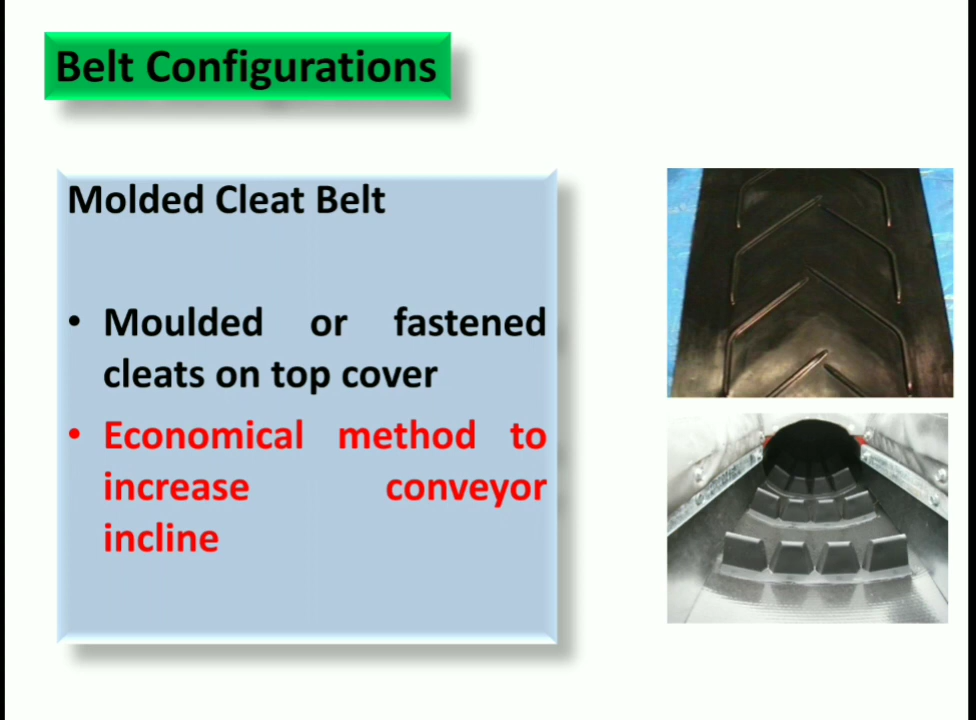 Belt Configurations
Molded Cleat Belt
• Moulded or fastened
cleats on top cover
• Economical method to
increase conveyor
incline